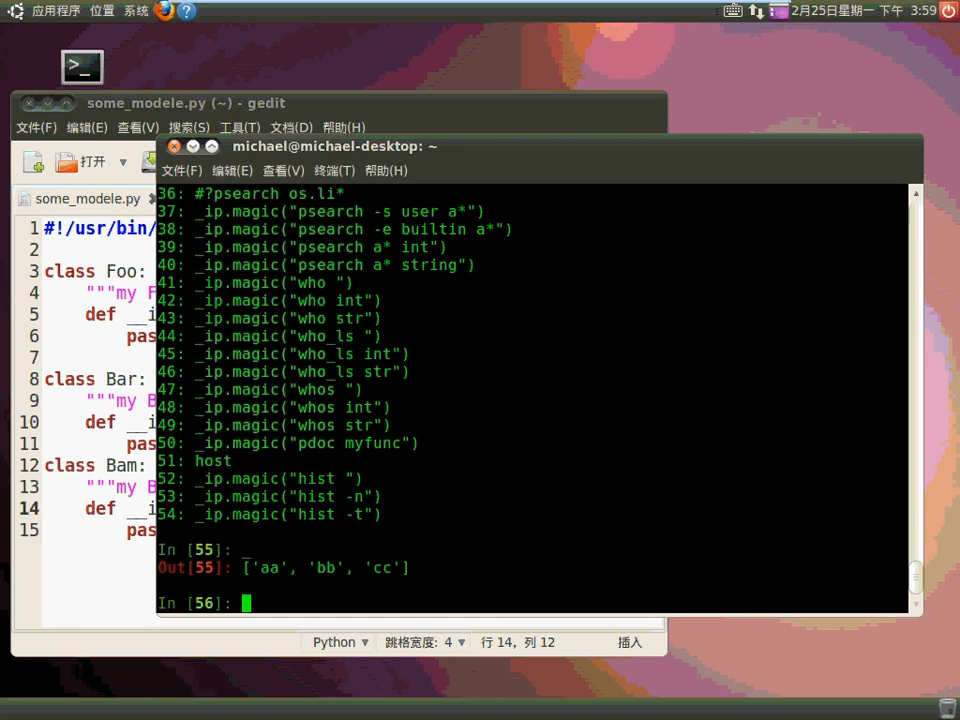 应用程序 位置 系统
2月25日星期一 下午 3:59
some_modele.py (~) - gedit
文件(F) 编辑(E) 查看(V) 搜索(S) 工具(T) 文档(D) 帮助(H)
打开
some_modele.py
1 #!/usr/bin/
2
3 class Foo:
4 """my F
5 def __i
6 pas
7
8 class Bar:
9 """my B
10 def __i
11 pas
12 class Bam:
13 """my B
14 def __i
15 pas
Python 跳格宽度: 4 行 14, 列 12 插入
michael@michael-desktop: ~
文件(F) 编辑(E) 查看(V) 终端(T) 帮助(H)
36: #?psearch os.li*
37: _ip.magic("psearch -s user a*")
38: _ip.magic("psearch -e builtin a*")
39: _ip.magic("psearch a* int")
40: _ip.magic("psearch a* string")
41: _ip.magic("who ")
42: _ip.magic("who int")
43: _ip.magic("who str")
44: _ip.magic("who_ls ")
45: _ip.magic("who_ls int")
46: _ip.magic("who_ls str")
47: _ip.magic("whos ")
48: _ip.magic("whos int")
49: _ip.magic("whos str")
50: _ip.magic("pdoc myfunc")
51: host
52: _ip.magic("hist ")
53: _ip.magic("hist -n")
54: _ip.magic("hist -t")
In [55]: _
Out[55]: ['aa', 'bb', 'cc']
In [56]: